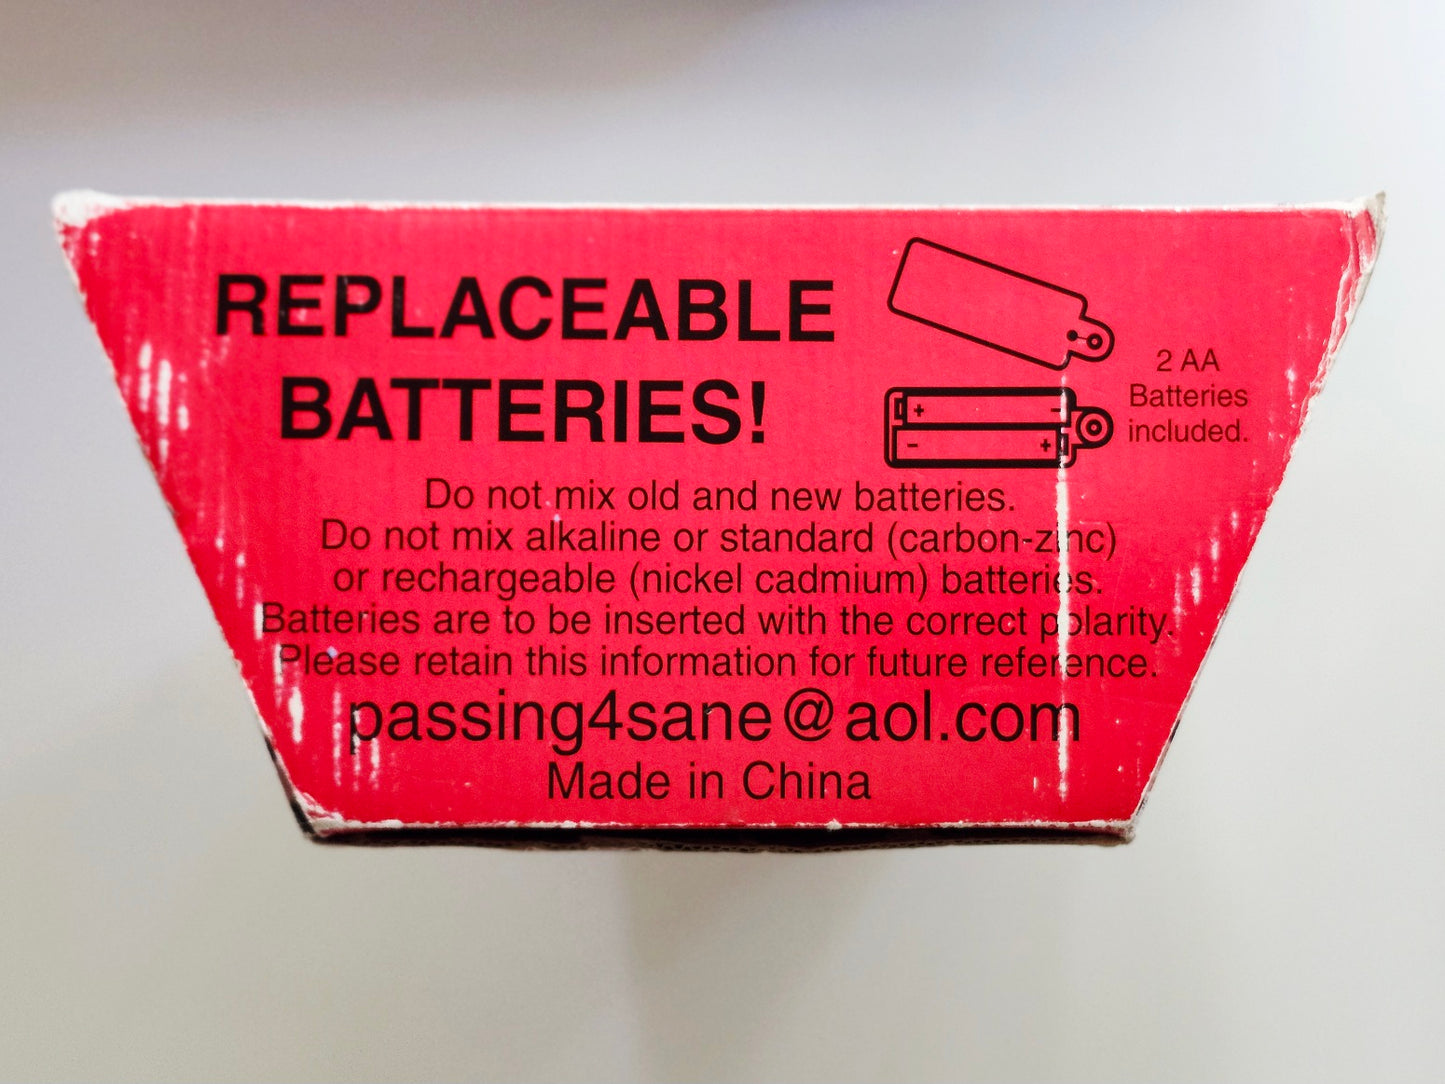 REPLACEABLE
BATTERIES!
2 AA
Batteries
included.
Do not mix old and new batteries.
Do not mix alkaline or standard (carbon-zinc)
or rechargeable (nickel cadmium) batteries.
Batteries are to be inserted with the correct polarity.
Please retain this information for future reference.
passing4sane@aol.com
Made in China